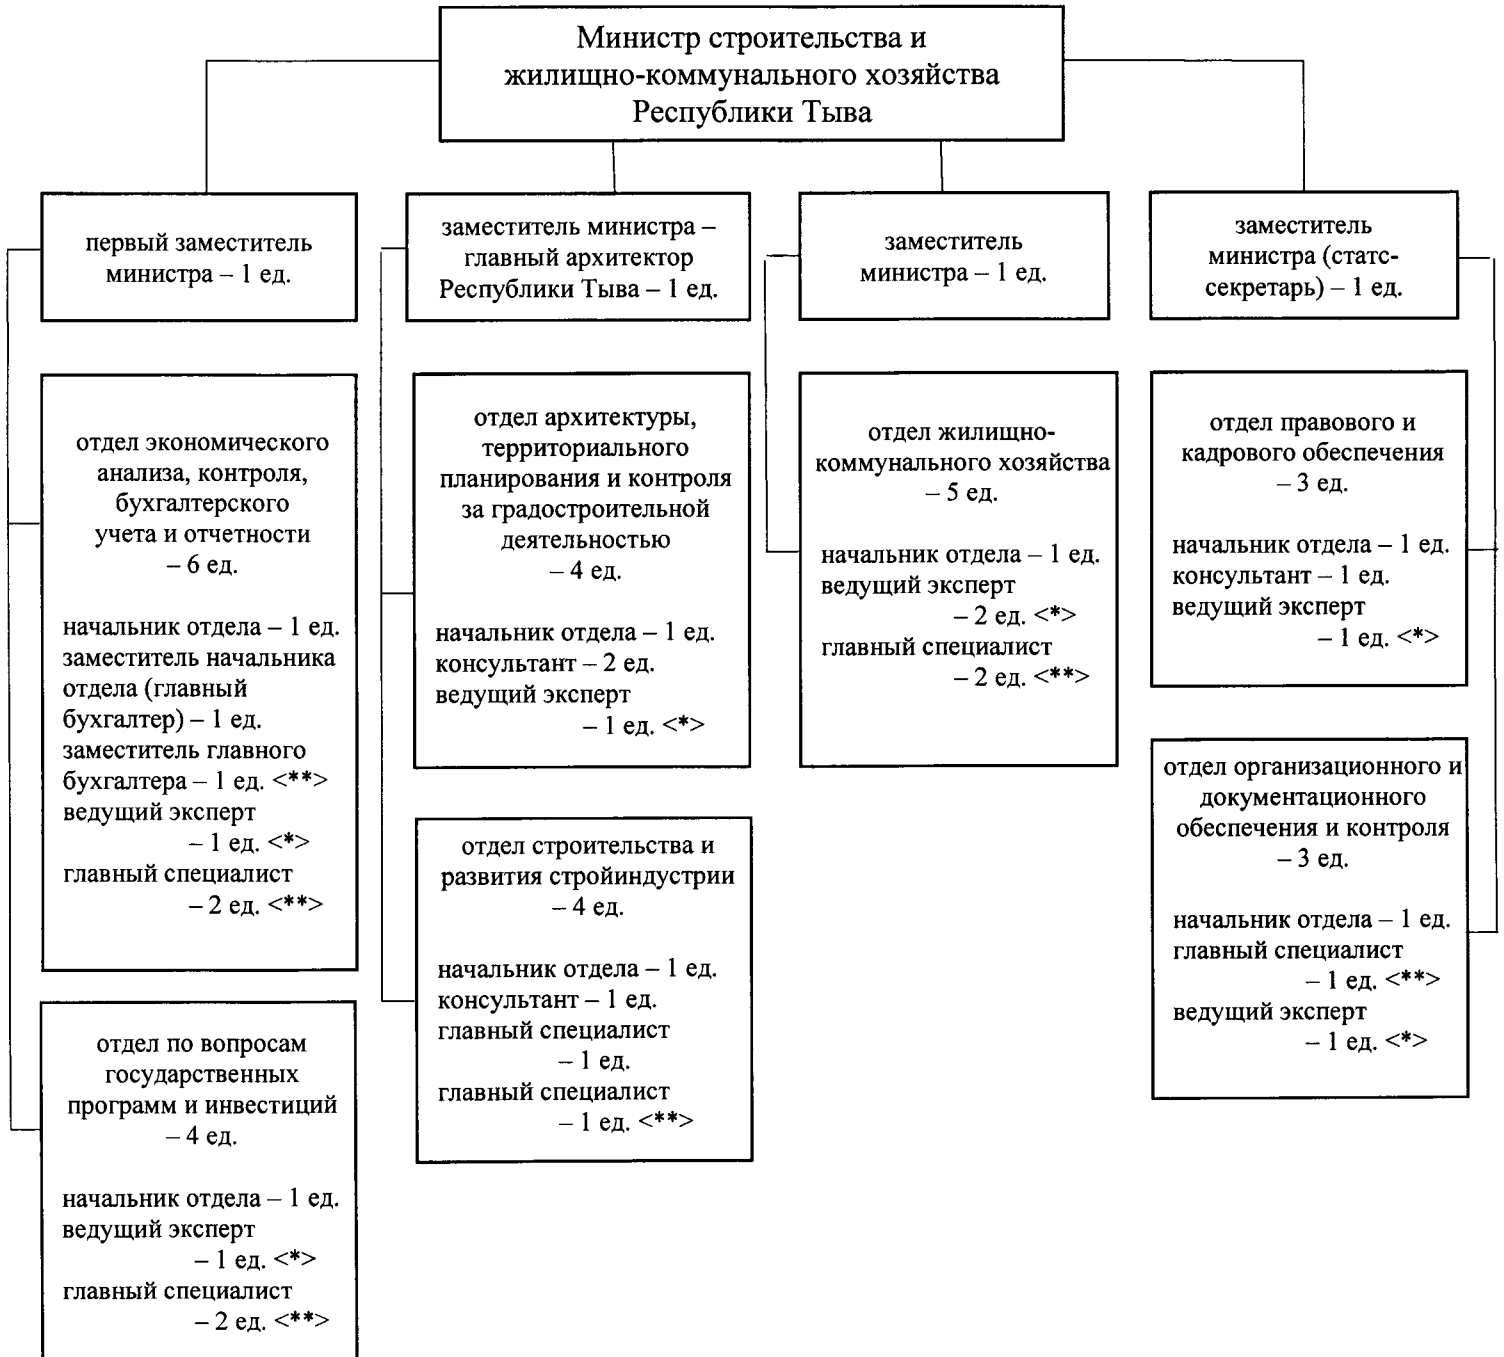 Министр строительства и
жилищно-коммунального хозяйства
Республики Тыва
первый заместитель
министра – 1 ед.
заместитель министра –
главный архитектор
Республики Тыва – 1 ед.
заместитель
министра – 1 ед.
заместитель
министра (статс-
секретарь) – 1 ед.
отдел экономического
анализа, контроля,
бухгалтерского
учета и отчетности
– 6 ед.
начальник отдела – 1 ед.
заместитель начальника
отдела (главный
бухгалтер) – 1 ед.
заместитель главного
бухгалтера – 1 ед. <**>
ведущий эксперт
– 1 ед. <*>
главный специалист
– 2 ед. <**>
отдел по вопросам
государственных
программ и инвестиций
– 4 ед.
начальник отдела – 1 ед.
ведущий эксперт
– 1 ед. <*>
главный специалист
– 2 ед. <**>
отдел архитектуры,
территориального
планирования и контроля
за градостроительной
деятельностью
– 4 ед.
начальник отдела – 1 ед.
консультант – 2 ед.
ведущий эксперт
– 1 ед. <*>
отдел строительства и
развития стройиндустрии
– 4 ед.
начальник отдела – 1 ед.
консультант – 1 ед.
главный специалист
– 1 ед.
главный специалист
– 1 ед. <**>
отдел жилищно-
коммунального хозяйства
– 5 ед.
начальник отдела – 1 ед.
ведущий эксперт
– 2 ед. <*>
главный специалист
– 2 ед. <**>
отдел правового и
кадрового обеспечения
– 3 ед.
начальник отдела – 1 ед.
консультант – 1 ед.
ведущий эксперт
– 1 ед. <*>
отдел организационного и
документационного
обеспечения и контроля
– 3 ед.
начальник отдела – 1 ед.
главный специалист
– 1 ед. <**>
ведущий эксперт
– 1 ед. <*>